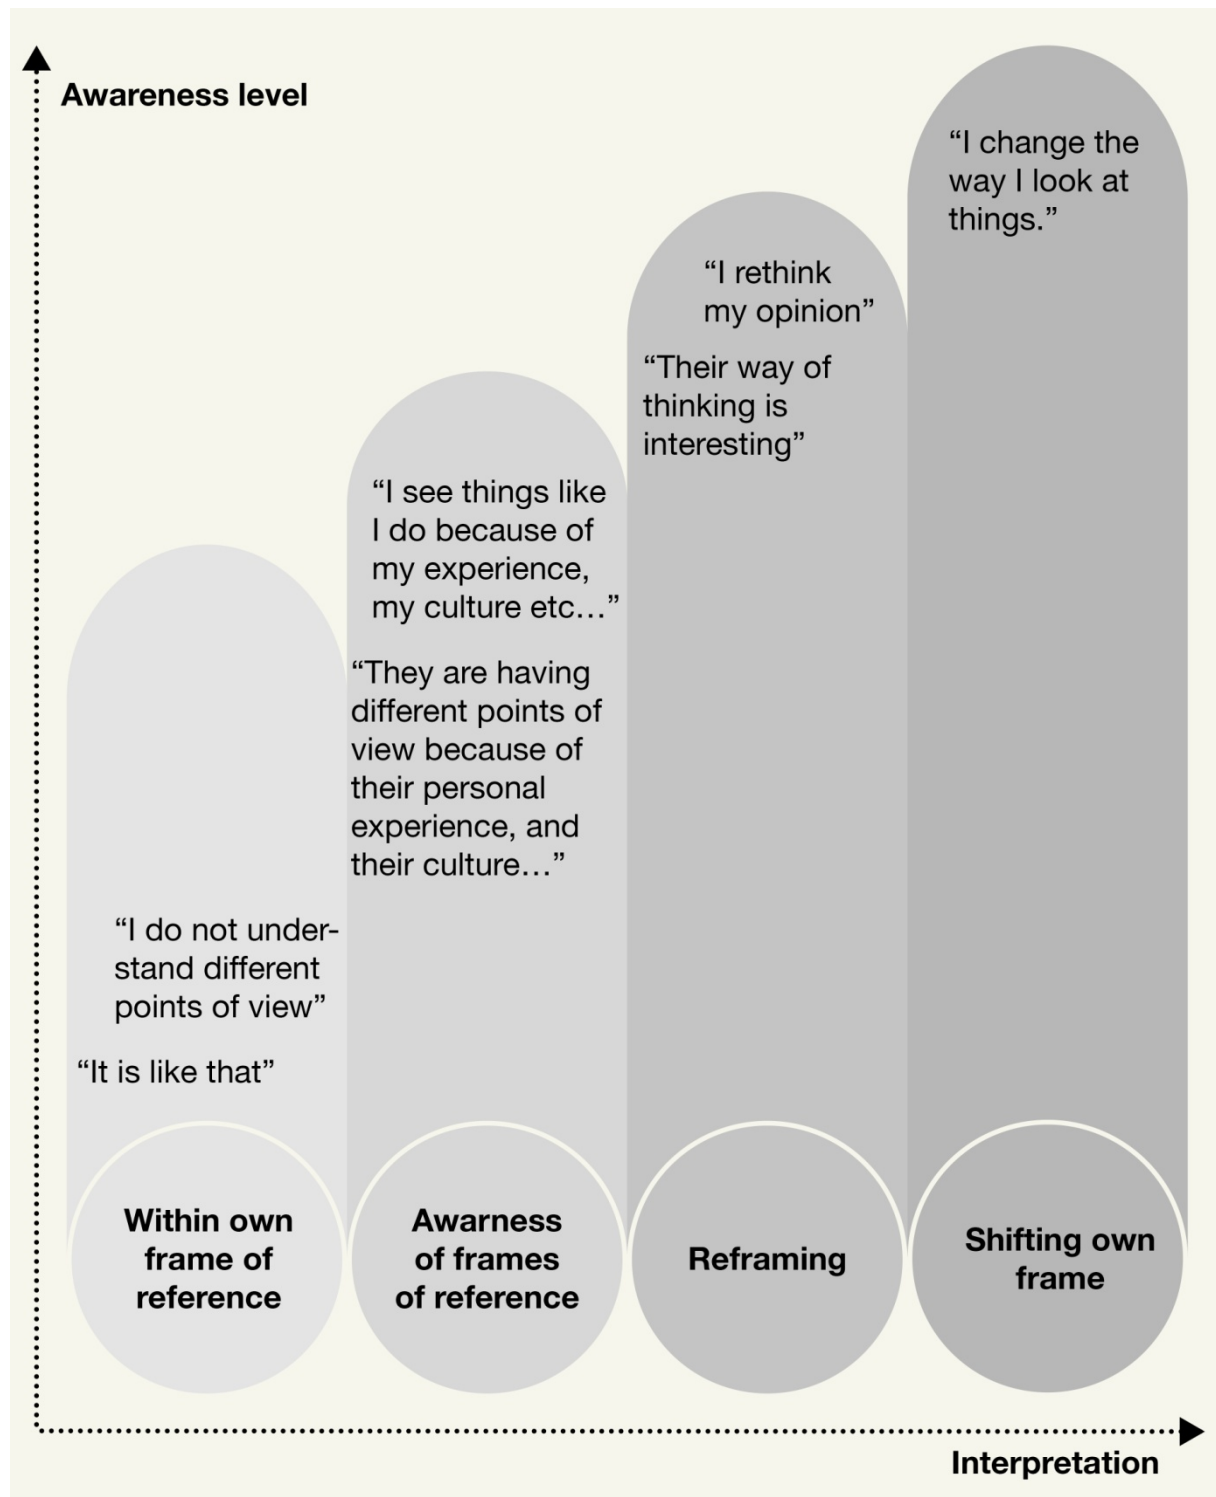 Awareness level
“I change the
way I look at
things.”
“I rethink
my opinion”
“Their way of
thinking is
interesting”
“I see things like
I do because of
my experience,
my culture etc…”
“They are having
different points of
view because of
their personal
experience, and
their culture…”
“I do not under-
stand different
points of view”
“It is like that”
Within own
frame of
reference
Awarness
of frames
of reference
Reframing
Shifting own
frame
Interpretation